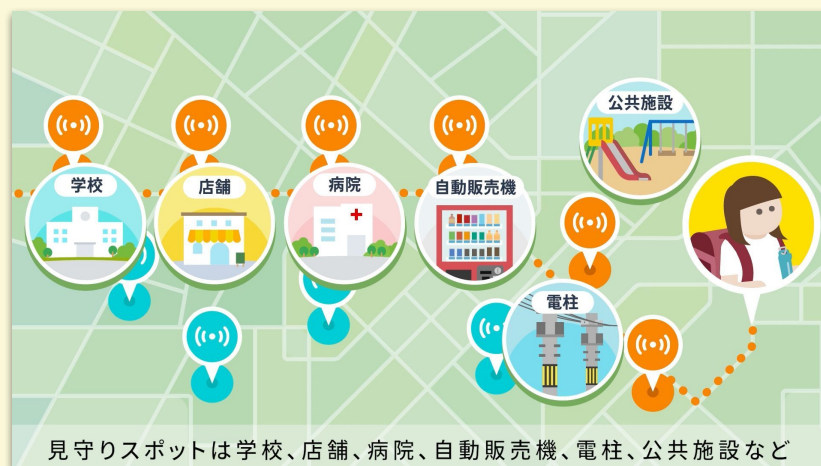 公共施設
学校
店舗
病院
自動販売機
電柱
見守りスポットは学校、店舗、病院、自動販売機、電柱、公共施設など